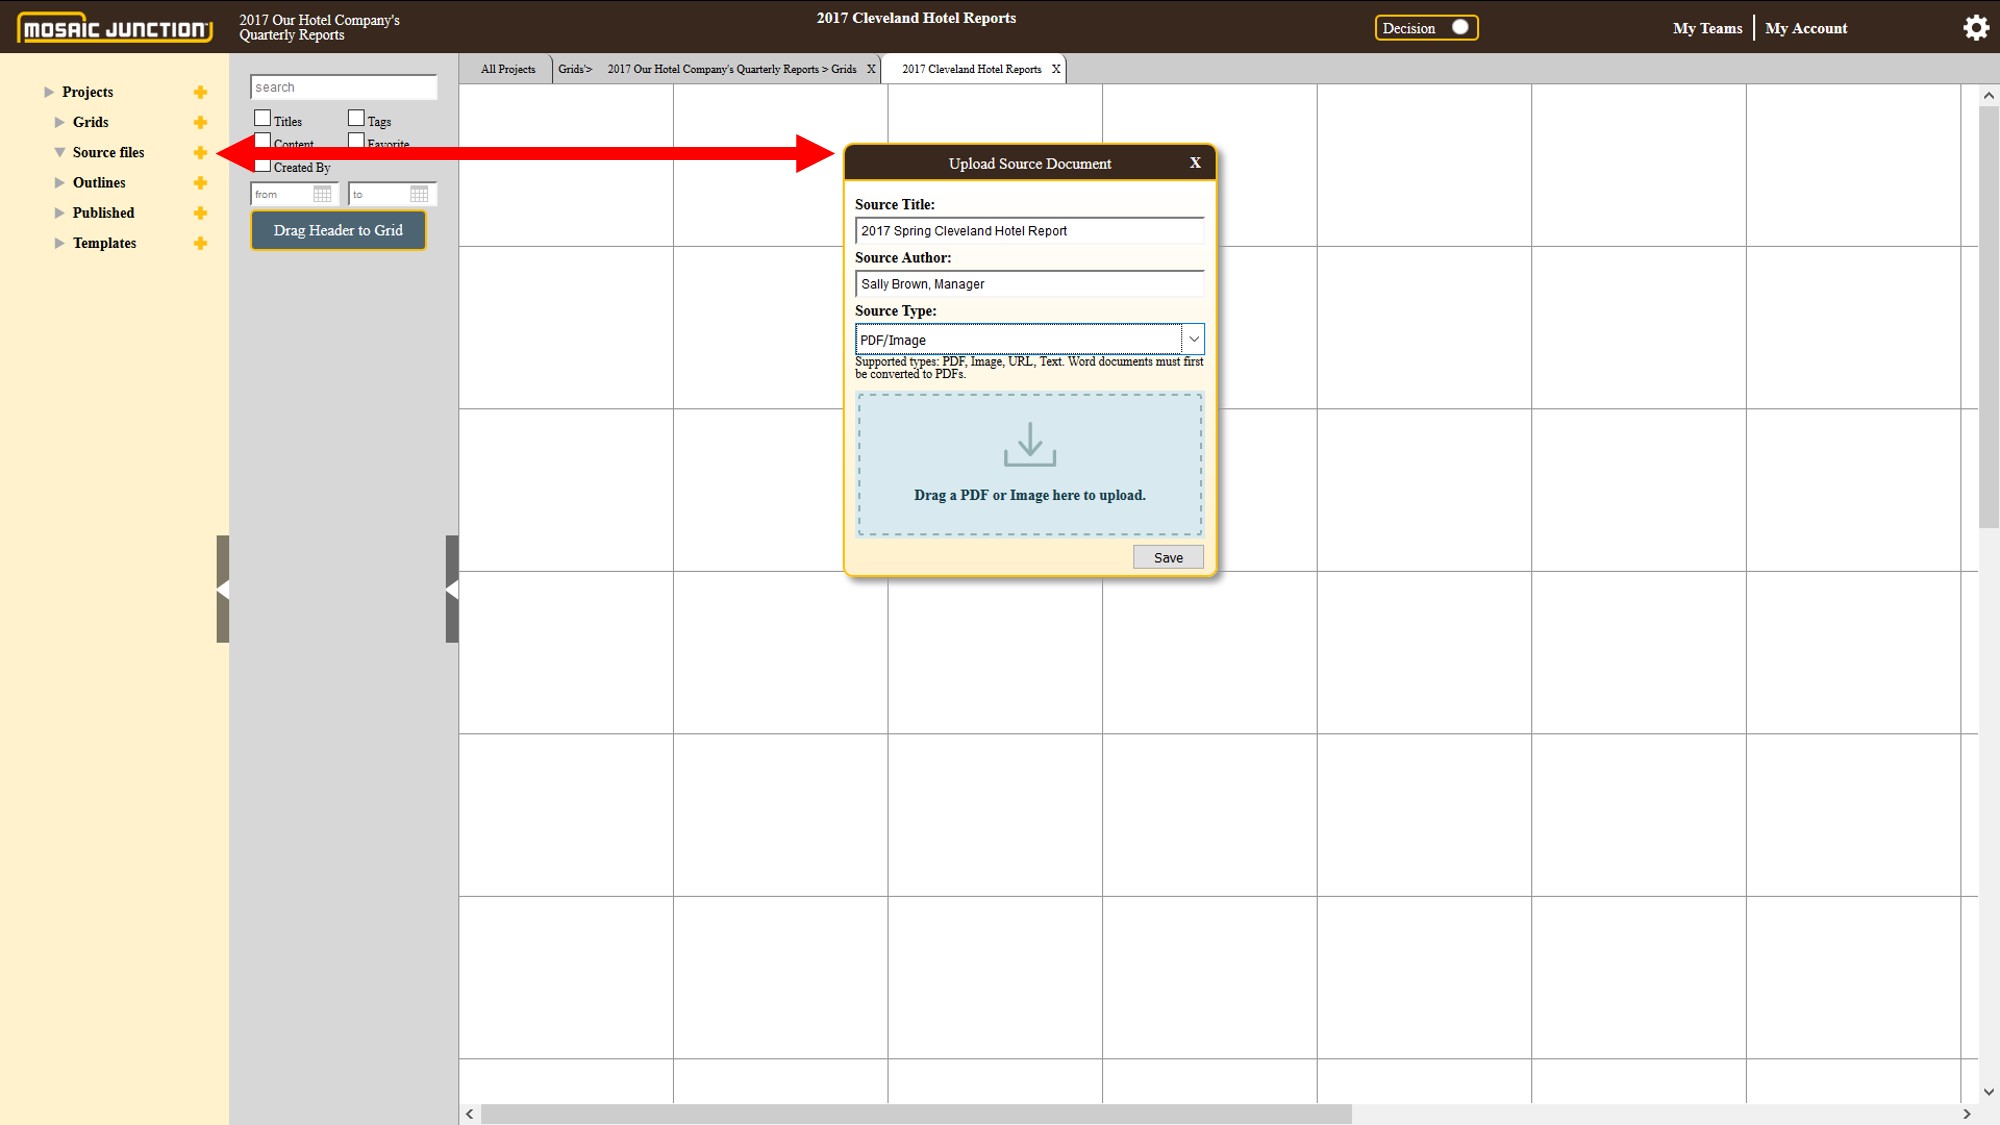 MOSAIC JUNCTION
2017 Our Hotel Company's
Quarterly Reports
2017 Cleveland Hotel Reports
Decision
My Teams
My Account
Projects
Grids
Source files
Outlines
Published
Templates
search
Titles
Tags
Content
Favorite
Created By
from
to
Drag Header to Grid
All Projects
Grids'>
2017 Our Hotel Company's Quarterly Reports > Grids X
2017 Cleveland Hotel Reports X
Upload Source Document X
Source Title:
2017 Spring Cleveland Hotel Report
Source Author:
Sally Brown, Manager
Source Type:
PDF/Image
Supported types: PDF, Image, URL, Text. Word documents must first
be converted to PDFs.
Drag a PDF or Image here to upload.
Save